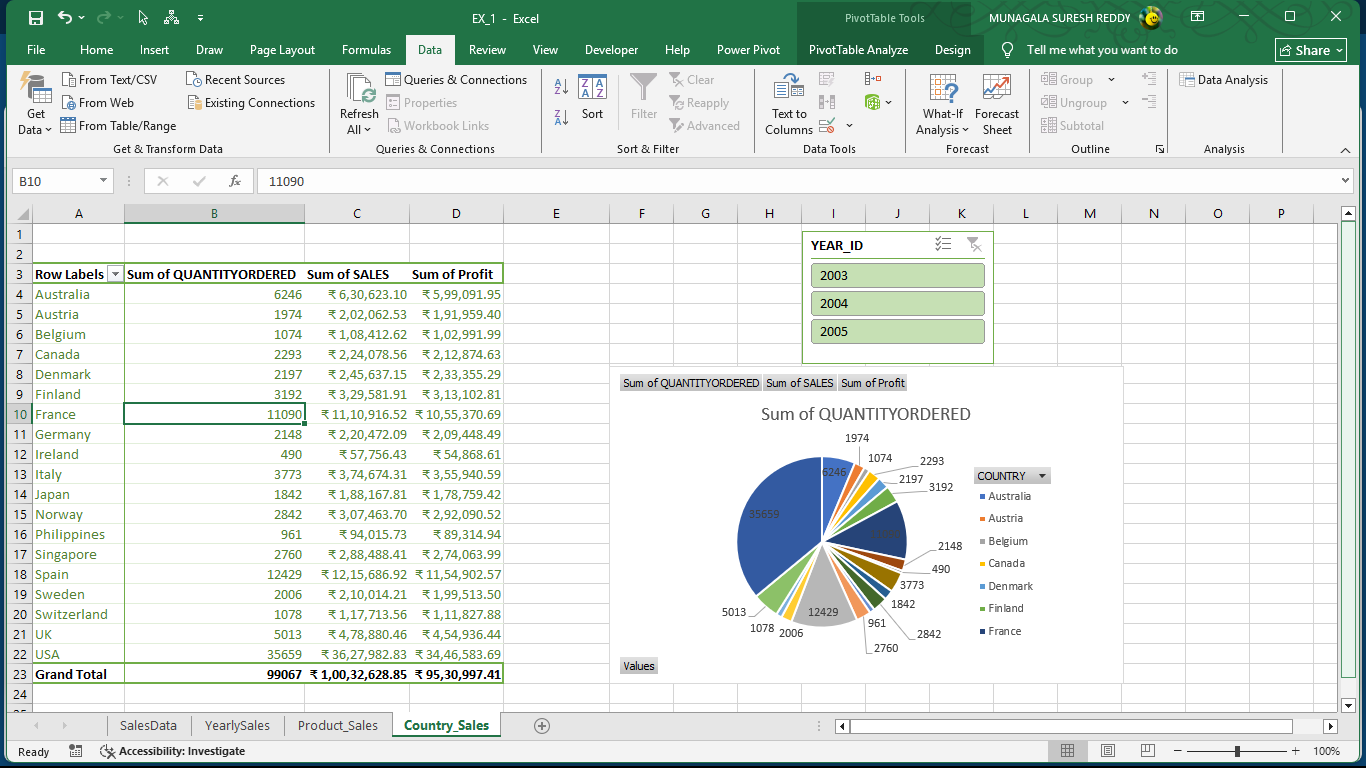 EX_1 - Excel
PivotTable Tools
MUNAGALA SURESH REDDY
File Home Insert Draw Page Layout Formulas Data Review View Developer Help Power Pivot PivotTable Analyze Design Tell me what you want to do Share
Get Data
From Text/CSV
From Web
From Table/Range
Recent Sources
Existing Connections
Get & Transform Data
Refresh All
Queries & Connections
Properties
Workbook Links
Queries & Connections
Sort
Filter
Clear
Reapply
Advanced
Sort & Filter
Text to Columns
Data Tools
What-If Analysis
Forecast Sheet
Forecast
Group
Ungroup
Subtotal
Outline
Data Analysis
Analysis
B10 fx 11090
A B C D E F G H I J K L M N O P
1
2
3 Row Labels Sum of QUANTITYORDERED Sum of SALES Sum of Profit
4 Australia 6246 ₹ 6,30,623.10 ₹ 5,99,091.95
5 Austria 1974 ₹ 2,02,062.53 ₹ 1,91,959.40
6 Belgium 1074 ₹ 1,08,412.62 ₹ 1,02,991.99
7 Canada 2293 ₹ 2,24,078.56 ₹ 2,12,874.63
8 Denmark 2197 ₹ 2,45,637.15 ₹ 2,33,355.29
9 Finland 3192 ₹ 3,29,581.91 ₹ 3,13,102.81
10 France 11090 ₹ 11,10,916.52 ₹ 10,55,370.69
11 Germany 2148 ₹ 2,20,472.09 ₹ 2,09,448.49
12 Ireland 490 ₹ 57,756.43 ₹ 54,868.61
13 Italy 3773 ₹ 3,74,674.31 ₹ 3,55,940.59
14 Japan 1842 ₹ 1,88,167.81 ₹ 1,78,759.42
15 Norway 2842 ₹ 3,07,463.70 ₹ 2,92,090.52
16 Philippines 961 ₹ 94,015.73 ₹ 89,314.94
17 Singapore 2760 ₹ 2,88,488.41 ₹ 2,74,063.99
18 Spain 12429 ₹ 12,15,686.92 ₹ 11,54,902.57
19 Sweden 2006 ₹ 2,10,014.21 ₹ 1,99,513.50
20 Switzerland 1078 ₹ 1,17,713.56 ₹ 1,11,827.88
21 UK 5013 ₹ 4,78,880.46 ₹ 4,54,936.44
22 USA 35659 ₹ 36,27,982.83 ₹ 34,46,583.69
23 Grand Total 99067 ₹ 1,00,32,628.85 ₹ 95,30,997.41
24
YEAR_ID
2003
2004
2005
Sum of QUANTITYORDERED Sum of SALES Sum of Profit
Sum of QUANTITYORDERED
1974
1074
2293
6246
2197
3192
35659
2148
490
3773
1842
5013
12429
961
1078
2006
2842
2760
COUNTRY
Australia
Austria
Belgium
Canada
Denmark
Finland
France
Values
SalesData YearlySales Product_Sales Country_Sales
Ready Accessibility: Investigate 100%